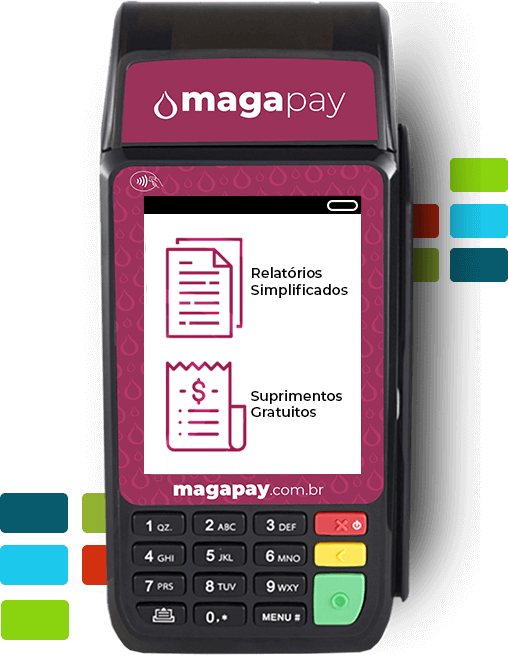 magapay
Relatórios
Simplificados
$
Suprimentos
Gratuitos
magapay.com.br
1 QZ.
2 ABC
3 DEF
4 GHI
5 JKL
6 MNO
7 PRS
8 TUV
9 WXY
0,*
MENU #